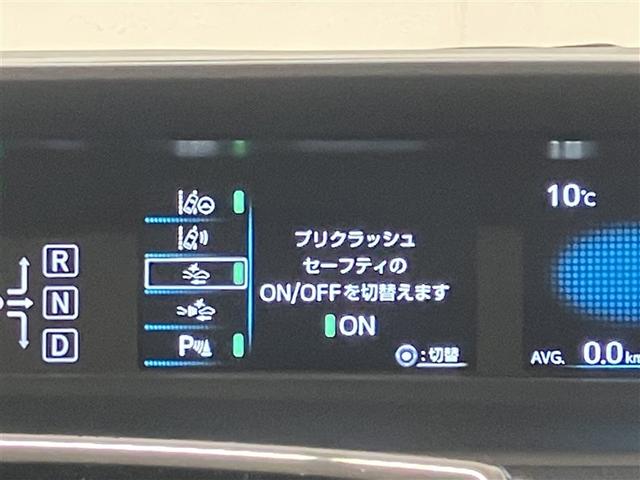 R
N
D
P
プリクラッシュ
セーフティの
ON/OFFを切替えます
ON
:切替
10℃
AVG. 0.0km